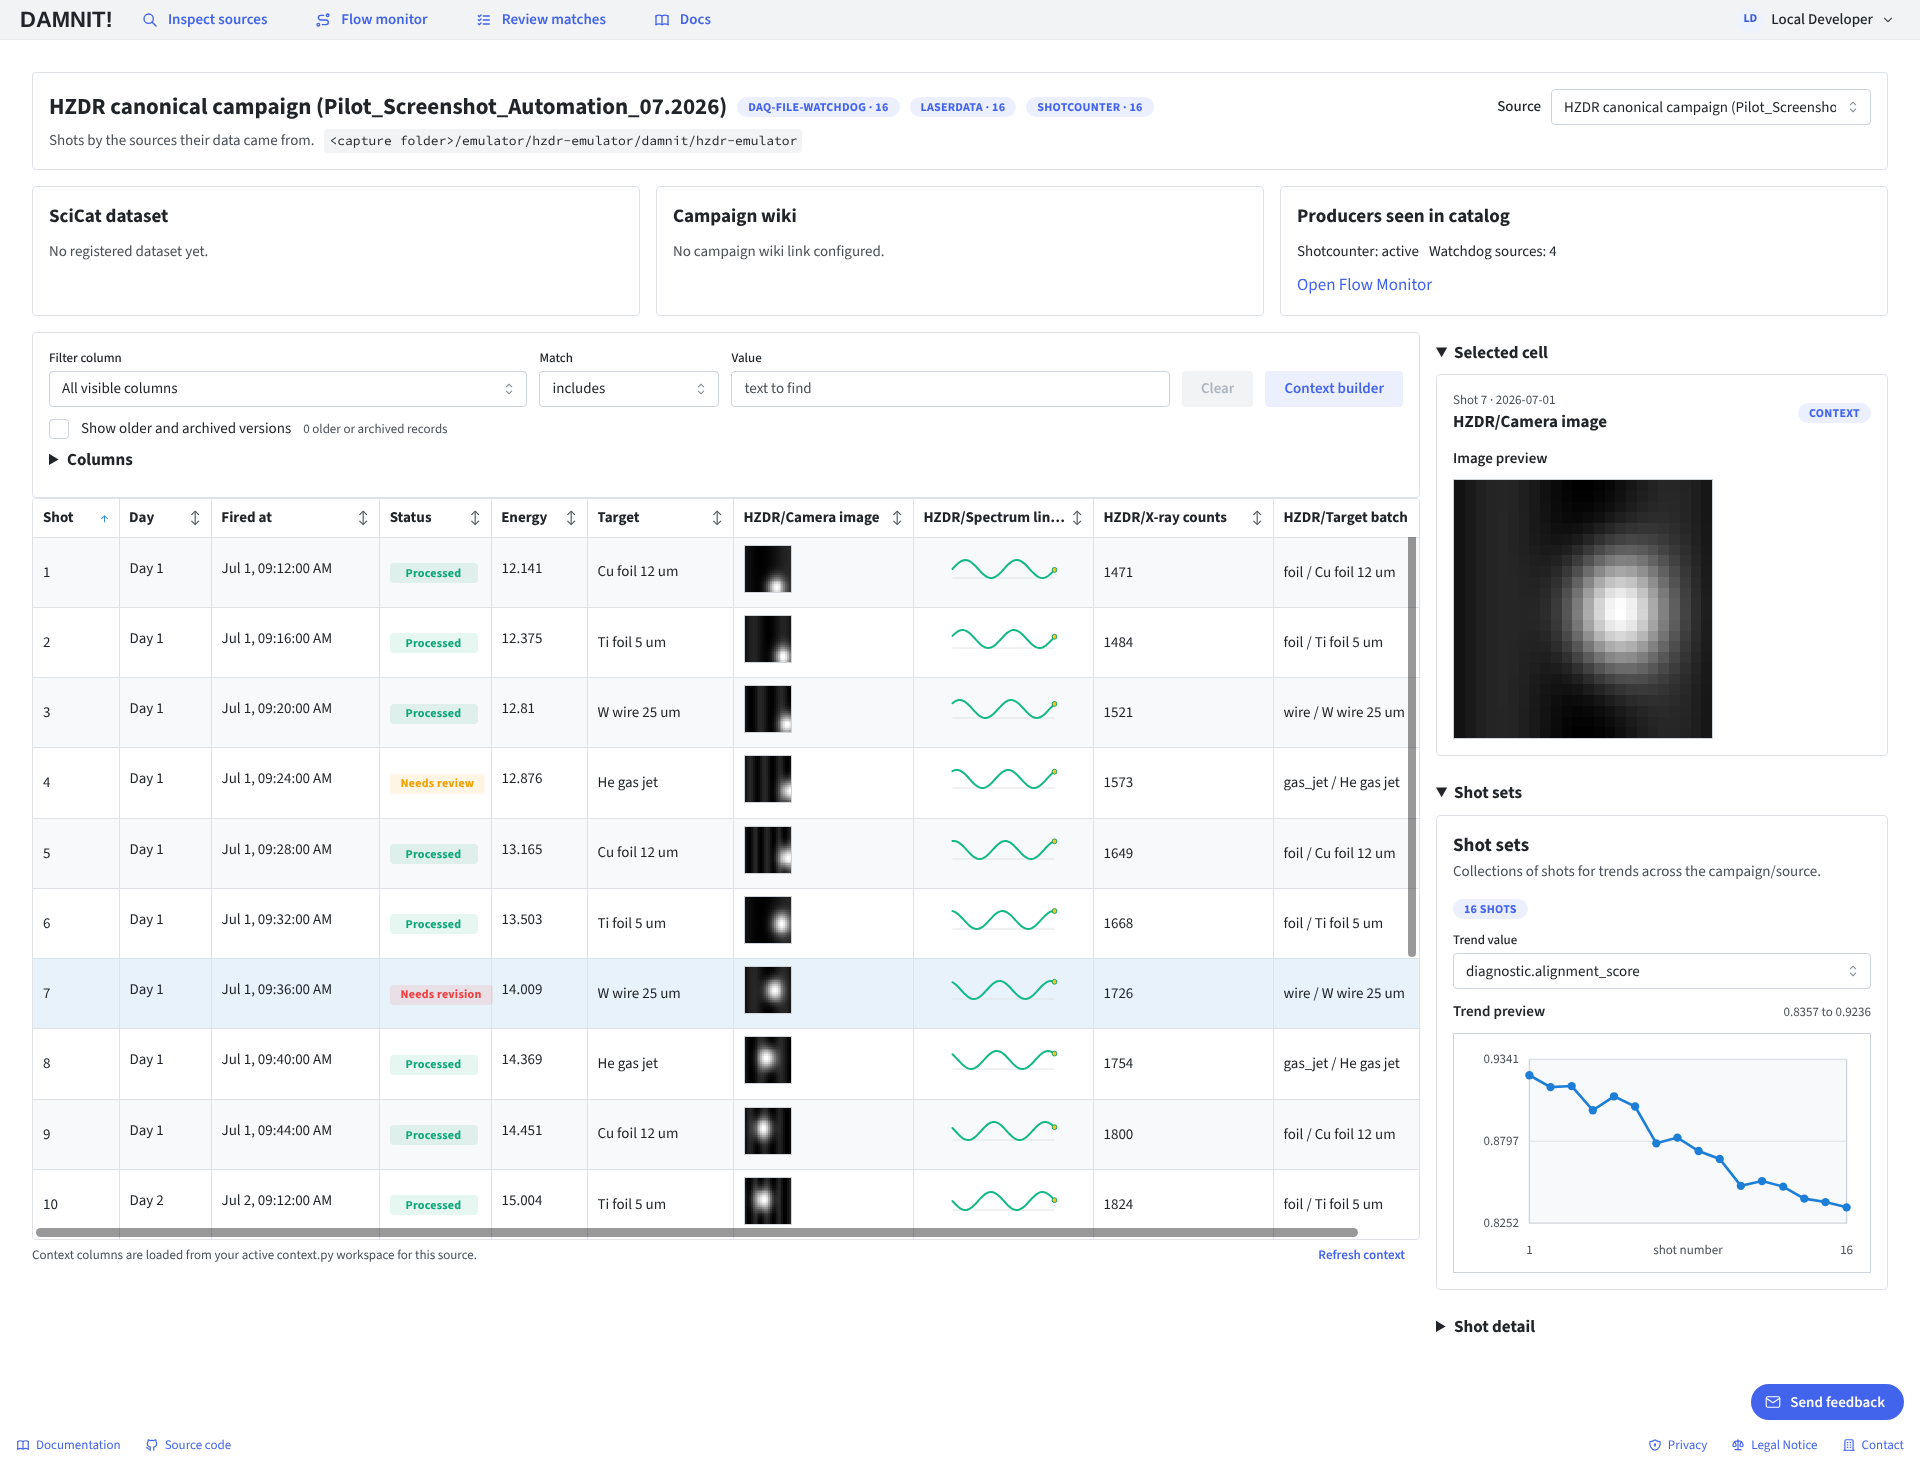 DAMNIT! Inspect sources Flow monitor Review matches Docs LD Local Developer
HZDR canonical campaign (Pilot_Screenshot_Automation_07.2026) DAQ-FILE-WATCHDOG · 16 LASERDATA · 16 SHOTCOUNTER · 16
Source HZDR canonical campaign (Pilot_Screensho
Shots by the sources their data came from. <capture folder>/emulator/hzdr-emulator/damnit/hzdr-emulator
SciCat dataset
No registered dataset yet.
Campaign wiki
No campaign wiki link configured.
Producers seen in catalog
Shotcounter: active Watchdog sources: 4
Open Flow Monitor
Filter column Match Value
All visible columns includes text to find Clear Context builder
Show older and archived versions 0 older or archived records
Columns
Shot Day Fired at Status Energy Target HZDR/Camera image HZDR/Spectrum lin... HZDR/X-ray counts HZDR/Target batch
1 Day 1 Jul 1, 09:12:00 AM Processed 12.141 Cu foil 12 um 1471 foil / Cu foil 12 um
2 Day 1 Jul 1, 09:16:00 AM Processed 12.375 Ti foil 5 um 1484 foil / Ti foil 5 um
3 Day 1 Jul 1, 09:20:00 AM Processed 12.81 W wire 25 um 1521 wire / W wire 25 um
4 Day 1 Jul 1, 09:24:00 AM Needs review 12.876 He gas jet 1573 gas_jet / He gas jet
5 Day 1 Jul 1, 09:28:00 AM Processed 13.165 Cu foil 12 um 1649 foil / Cu foil 12 um
6 Day 1 Jul 1, 09:32:00 AM Processed 13.503 Ti foil 5 um 1668 foil / Ti foil 5 um
7 Day 1 Jul 1, 09:36:00 AM Needs revision 14.009 W wire 25 um 1726 wire / W wire 25 um
8 Day 1 Jul 1, 09:40:00 AM Processed 14.369 He gas jet 1754 gas_jet / He gas jet
9 Day 1 Jul 1, 09:44:00 AM Processed 14.451 Cu foil 12 um 1800 foil / Cu foil 12 um
10 Day 2 Jul 2, 09:12:00 AM Processed 15.004 Ti foil 5 um 1824 foil / Ti foil 5 um
Context columns are loaded from your active context.py workspace for this source. Refresh context
Selected cell
Shot 7 · 2026-07-01
HZDR/Camera image CONTEXT
Image preview
Shot sets
Shot sets
Collections of shots for trends across the campaign/source.
16 SHOTS
Trend value
diagnostic.alignment_score
Trend preview 0.8357 to 0.9236
0.9341
0.8797
0.8252
1 shot number 16
Shot detail
Send feedback
Documentation Source code Privacy Legal Notice Contact